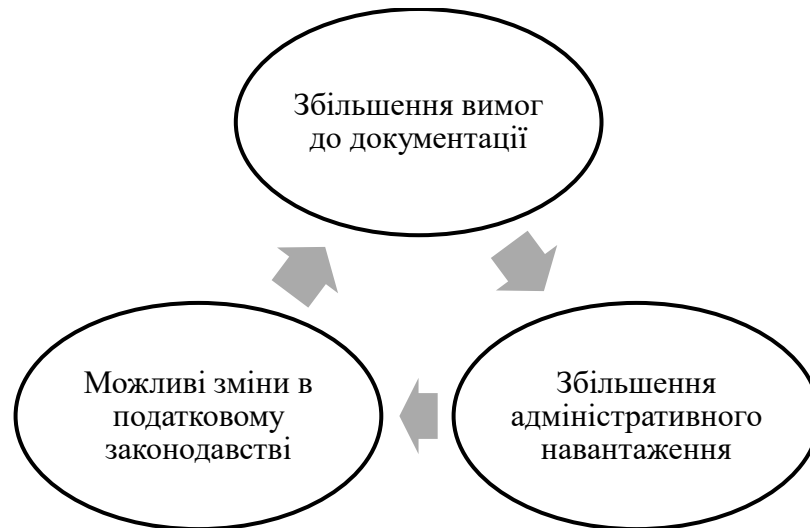 Збільшення вимог
до документації
Можливі зміни в
податковому
законодавстві
Збільшення
адміністративного
навантаження